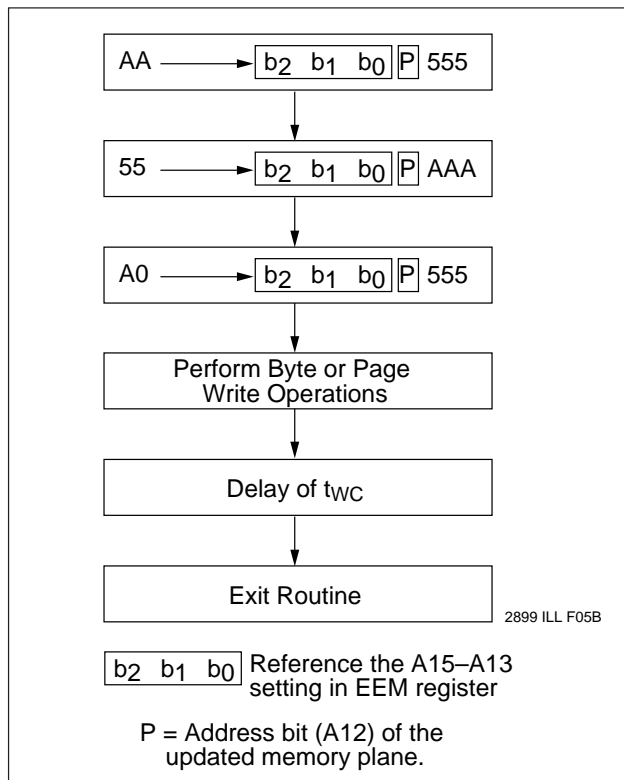 AA b2 b1 b0 P 555
55 b2 b1 b0 P AAA
A0 b2 b1 b0 P 555
Perform Byte or Page
Write Operations
Delay of tWC
Exit Routine
2899 ILL F05B
b2 b1 b0 Reference the A15–A13
setting in EEM register
P = Address bit (A12) of the
updated memory plane.